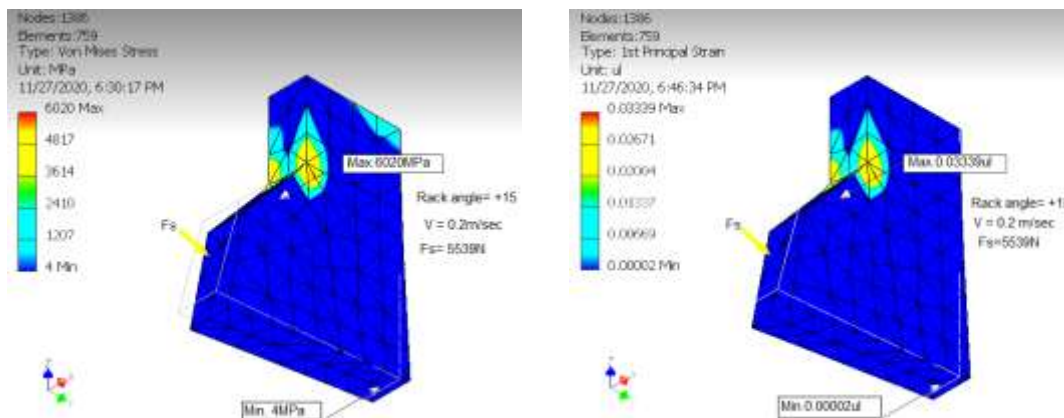 Nodes:1386
Elements:759
Type: Von Mises Stress
Unit: MPa
11/27/2020, 6:30:17 PM
6020 Max
4817
3614
2410
1207
4 Min
Max:6020MPa
Rack angle= +15
V = 0.2m/sec
Fs= 5539N
Fs
Min. 4MPa
Nodes:1386
Elements:759
Type: 1st Principal Strain
Unit: ul
11/27/2020, 6:46:34 PM
0.03339 Max
0.02671
0.02004
0.01337
0.00669
0.00002 Min
Max:0.03339ul
Rack angle= +1
V = 0.2 m/sec
Fs=5539N
Fs
Min:0.00002ul